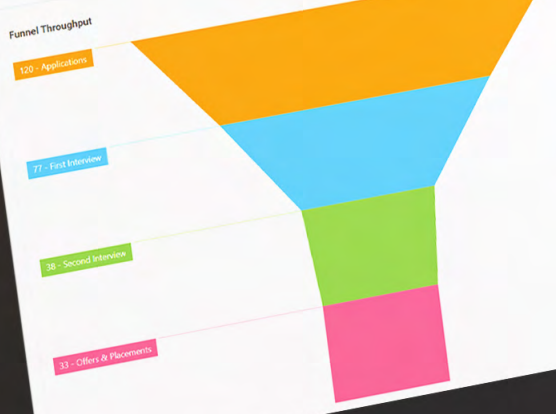 Funnel Throughput
120 - Applications
77 - First Interview
38 - Second Interview
33 - Offers & Placements